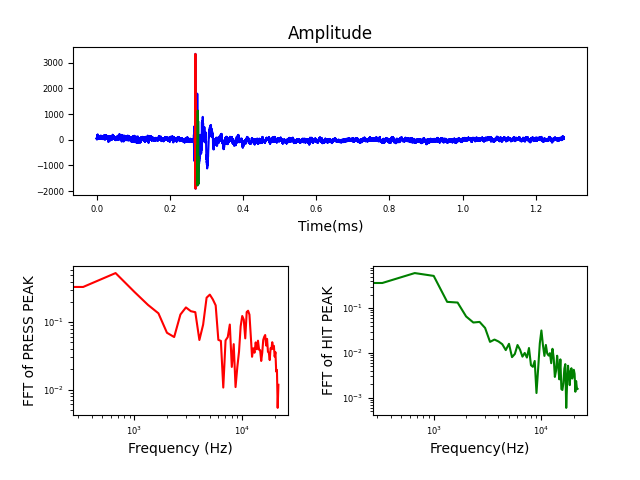 Amplitude
3000
2000
1000
0
−1000
−2000
0.0 0.2 0.4 0.6 0.8 1.0 1.2
Time(ms)
FFT of PRESS PEAK
10⁻¹
10⁻²
10³ 10⁴
Frequency (Hz)
FFT of HIT PEAK
10⁻¹
10⁻²
10⁻³
10³ 10⁴
Frequency(Hz)